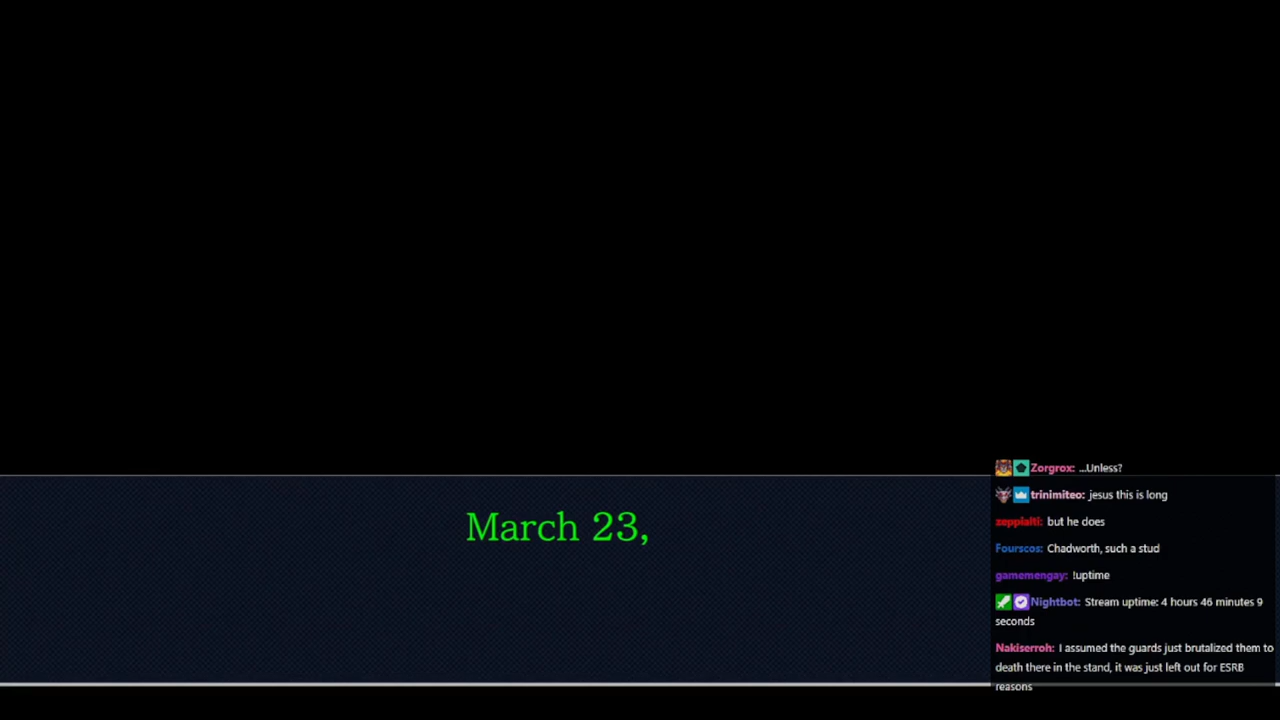 March 23,
Zorgrox: ...Unless?
trinimiteo: jesus this is long
zeppialti: but he does
Fourscos: Chadworth, such a stud
gamemengay: !uptime
Nightbot: Stream uptime: 4 hours 46 minutes 9
seconds
Nakiserroh: I assumed the guards just brutalized them to
death there in the stand, it was just left out for ESRB
reasons